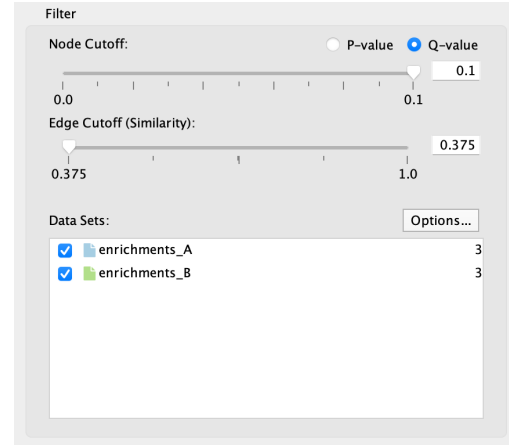 Filter
Node Cutoff: P-value Q-value
0.1
0.0 0.1
Edge Cutoff (Similarity):
0.375
0.375 1.0
Data Sets: Options...
enrichments_A 3
enrichments_B 3